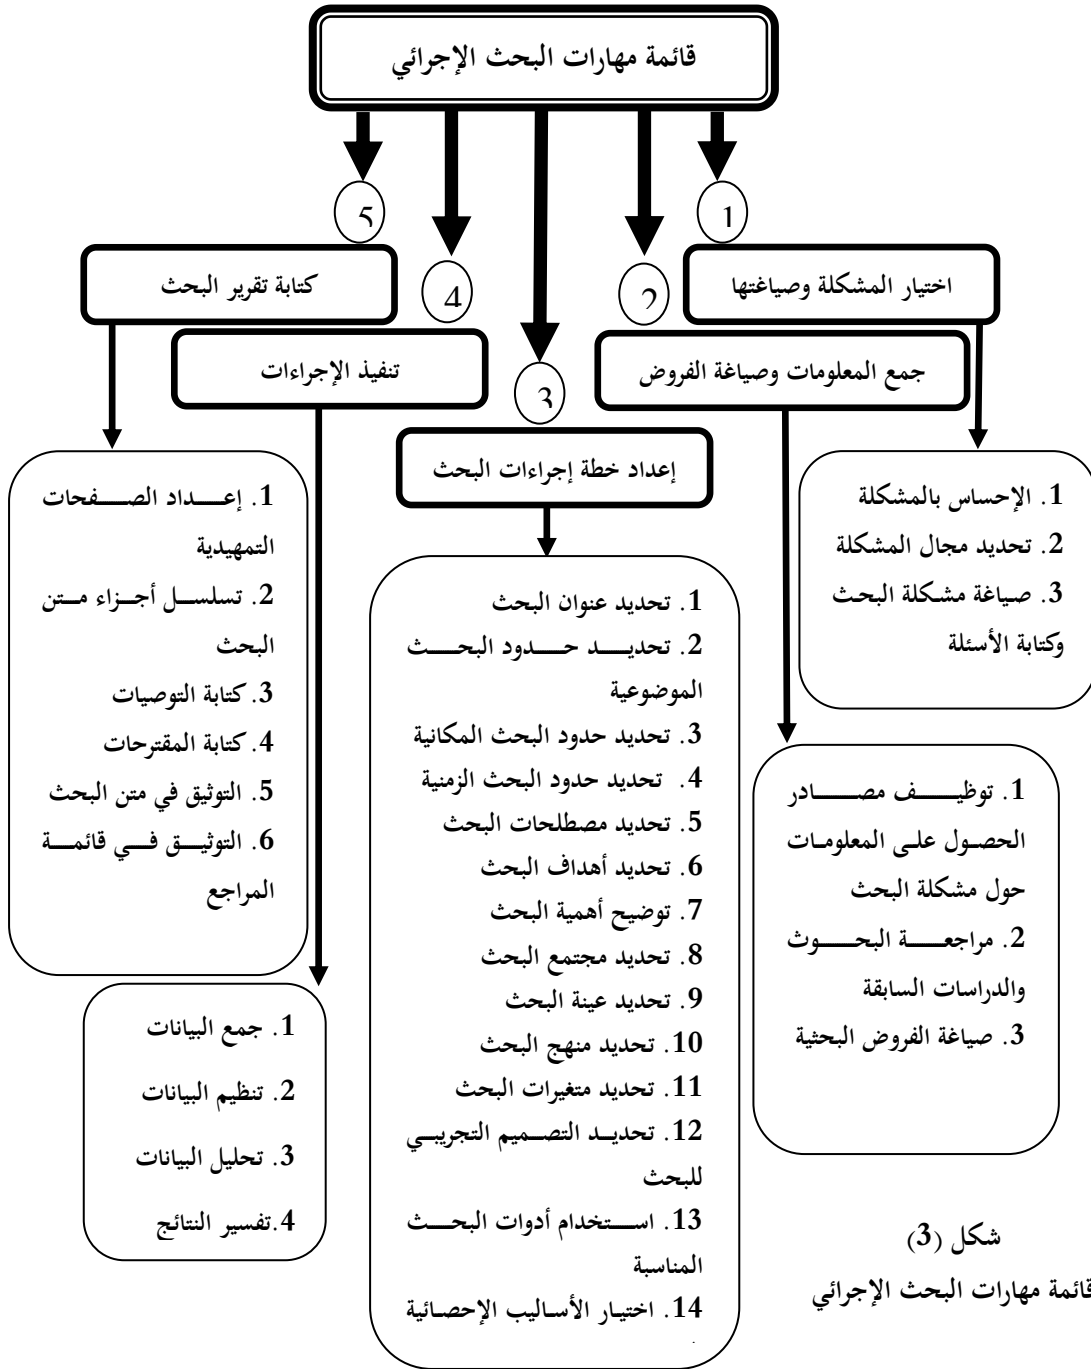 قائمة مهارات البحث الإجرائي
1
2
3
4
5
اختيار المشكلة وصياغتها
1. الإحساس بالمشكلة
2. تحديد مجال المشكلة
3. صياغة مشكلة البحث
وكتابة الأسئلة
جمع المعلومات وصياغة الفروض
1. توظيف مصادر
الحصول على المعلومات
حول مشكلة البحث
2. مراجعة البحوث
والدراسات السابقة
3. صياغة الفروض البحثية
إعداد خطة إجراءات البحث
1. تحديد عنوان البحث
2. تحديد حدود البحث
الموضوعية
3. تحديد حدود البحث المكانية
4. تحديد حدود البحث الزمنية
5. تحديد مصطلحات البحث
6. تحديد أهداف البحث
7. توضيح أهمية البحث
8. تحديد مجتمع البحث
9. تحديد عينة البحث
10. تحديد منهج البحث
11. تحديد متغيرات البحث
12. تحديد التصميم التجريبي
للبحث
13. استخدام أدوات البحث
المناسبة
14. اختيار الأساليب الإحصائية
تنفيذ الإجراءات
1. جمع البيانات
2. تنظيم البيانات
3. تحليل البيانات
4.تفسير النتائج
كتابة تقرير البحث
1. إعداد الصفحات
التمهيدية
2. تسلسل أجزاء متن
البحث
3. كتابة التوصيات
4. كتابة المقترحات
5. التوثيق في متن البحث
6. التوثيق في قائمة
المراجع
شكل (3)
قائمة مهارات البحث الإجرائي